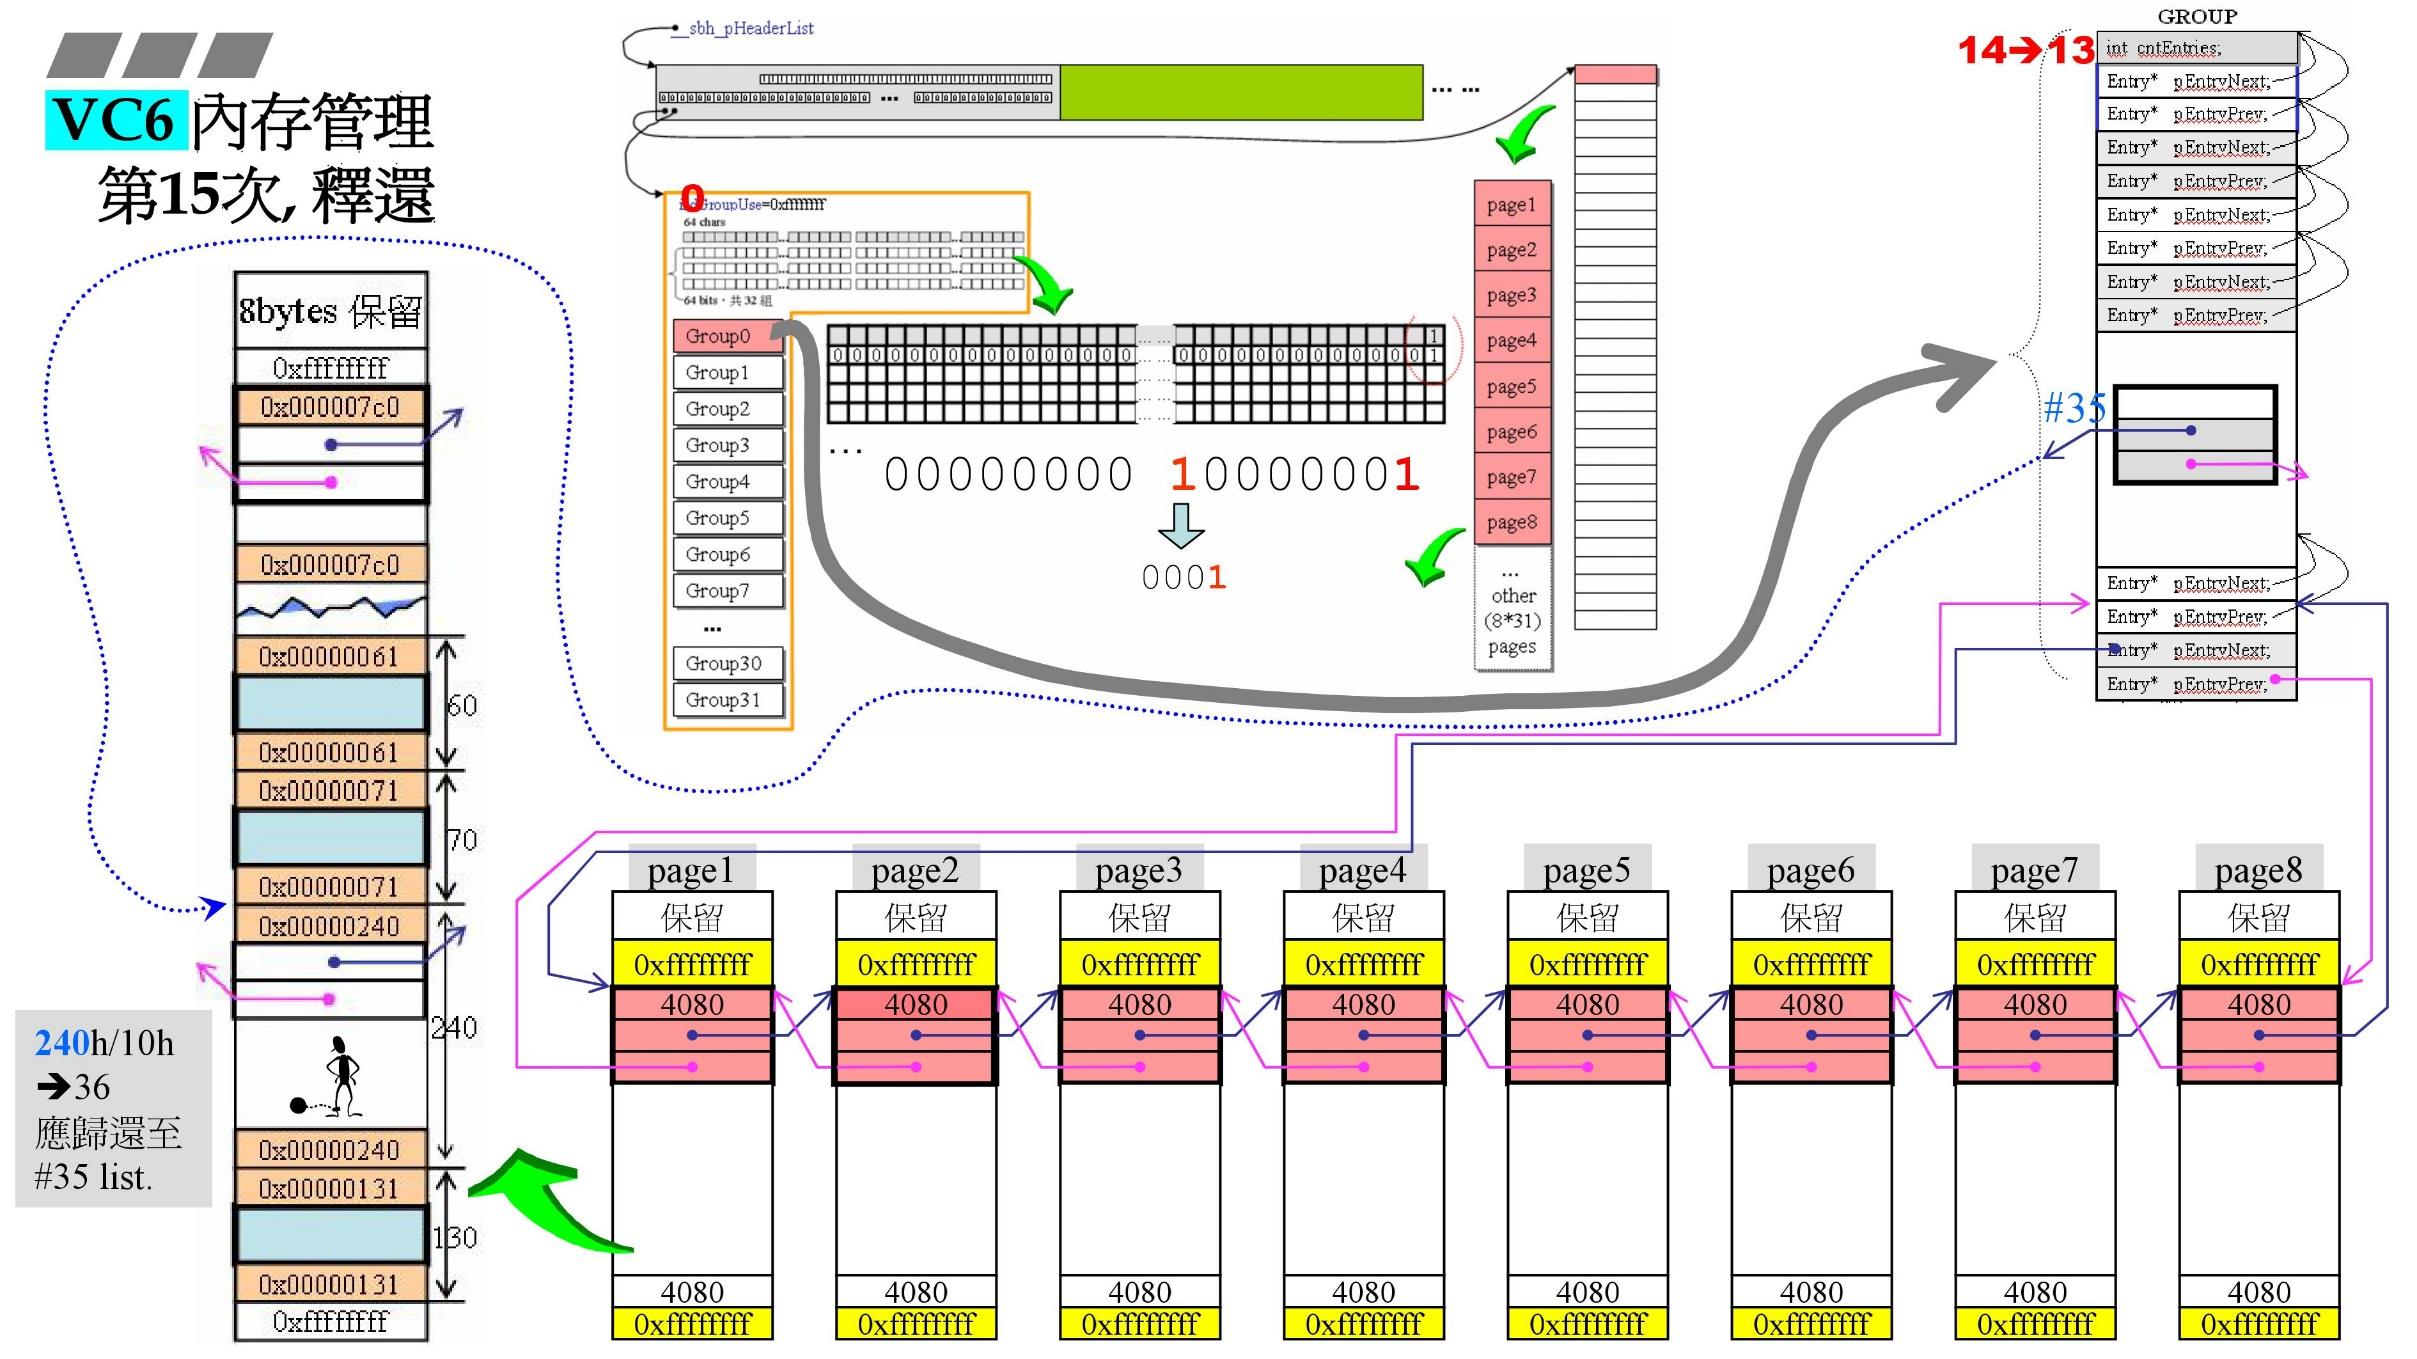 VC6 內存管理
第15次, 釋還
__sbh_pHeaderList
0
GroupUse=0xffffffff
64 chars
64 bits，共 32 組
Group0
Group1
Group2
Group3
Group4
Group5
Group6
Group7
...
Group30
Group31
1
0 0 0 0 0 0 0 0 0 0 0 0 0 0 0 0 0 0 0 0 0 0 0 0 0 0 0 0 1
...
00000000 10000001
0001
page1
page2
page3
page4
page5
page6
page7
page8
...
other
(8*31)
pages
GROUP
14→13
int cntEntries;
Entry* pEntryNext;
Entry* pEntryPrev;
Entry* pEntryNext;
Entry* pEntryPrev;
Entry* pEntryNext;
Entry* pEntryPrev;
Entry* pEntryNext;
Entry* pEntryPrev;
#35
Entry* pEntryNext;
Entry* pEntryPrev;
Entry* pEntryNext;
Entry* pEntryPrev;
8bytes 保留
0xffffffff
0x000007c0
0x000007c0
0x00000061
60
0x00000061
0x00000071
70
0x00000071
0x00000240
240
0x00000240
0x00000131
130
0x00000131
0xffffffff
240h/10h
→36
應歸還至
#35 list.
page1 page2 page3 page4 page5 page6 page7 page8
保留 保留 保留 保留 保留 保留 保留 保留
0xffffffff 0xffffffff 0xffffffff 0xffffffff 0xffffffff 0xffffffff 0xffffffff 0xffffffff
4080 4080 4080 4080 4080 4080 4080 4080
4080 4080 4080 4080 4080 4080 4080 4080
0xffffffff 0xffffffff 0xffffffff 0xffffffff 0xffffffff 0xffffffff 0xffffffff 0xffffffff